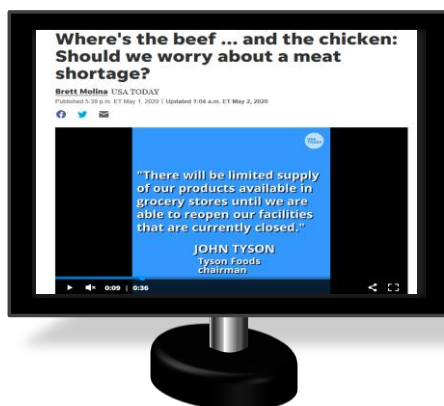 Where's the beef ... and the chicken:
Should we worry about a meat
shortage?
Brett Molina USA TODAY
Published 5:39 p.m. ET May 1, 2020 | Updated 1:04 a.m. ET May 2, 2020
USA TODAY
"There will be limited supply
of our products available in
grocery stores until we are
able to reopen our facilities
that are currently closed."
JOHN TYSON
Tyson Foods
chairman
0:09 | 0:36